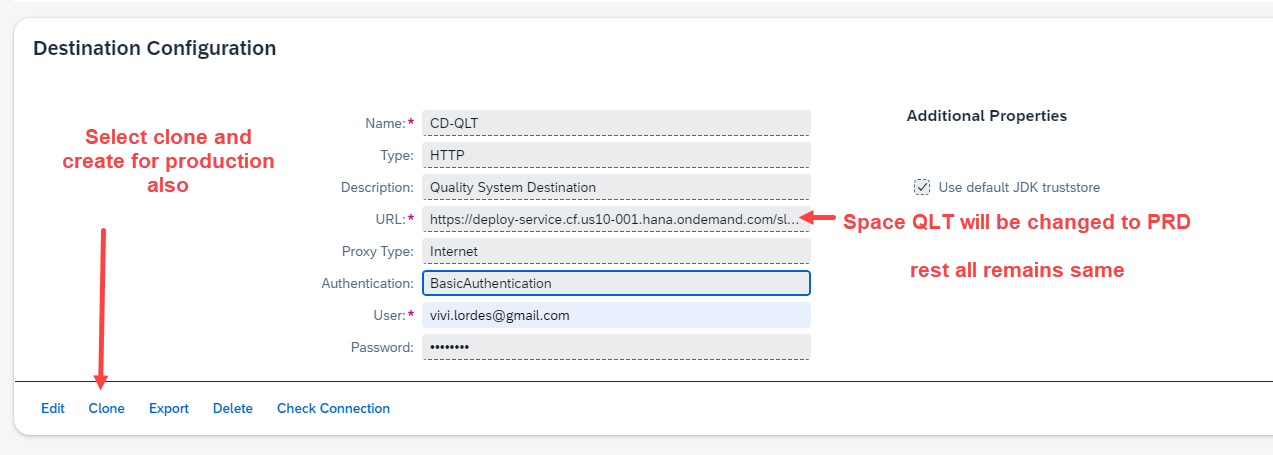 Destination Configuration
Select clone and
create for production
also
Name:* CD-QLT
Type: HTTP
Description: Quality System Destination
URL:* https://deploy-service.cf.us10-001.hana.ondemand.com/sl...
Proxy Type: Internet
Authentication: BasicAuthentication
User:* vivi.lordes@gmail.com
Password: ••••••••
Additional Properties
Use default JDK truststore
Space QLT will be changed to PRD
rest all remains same
Edit Clone Export Delete Check Connection